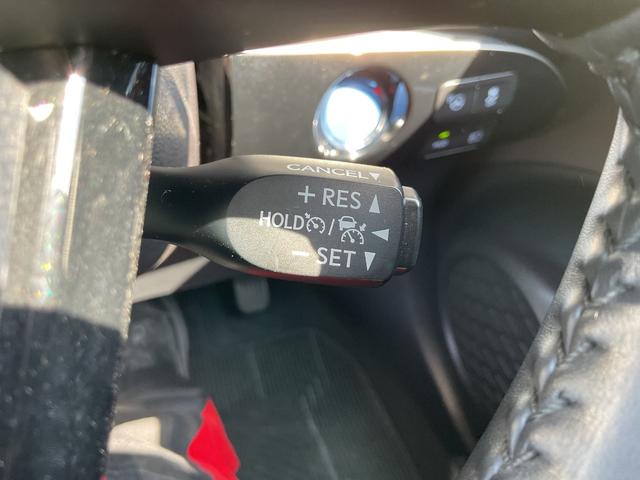 CANCEL
+ RES
HOLD /
− SET